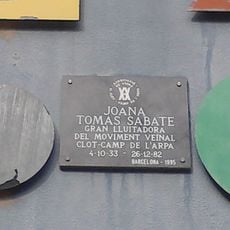 JOANA
TOMAS SABATE
GRAN LLUITADORA
DEL MOVIMENT VEINAL
CLOT-CAMP DE L'ARPA
4-10-33 - 26-12-82
BARCELONA - 1995